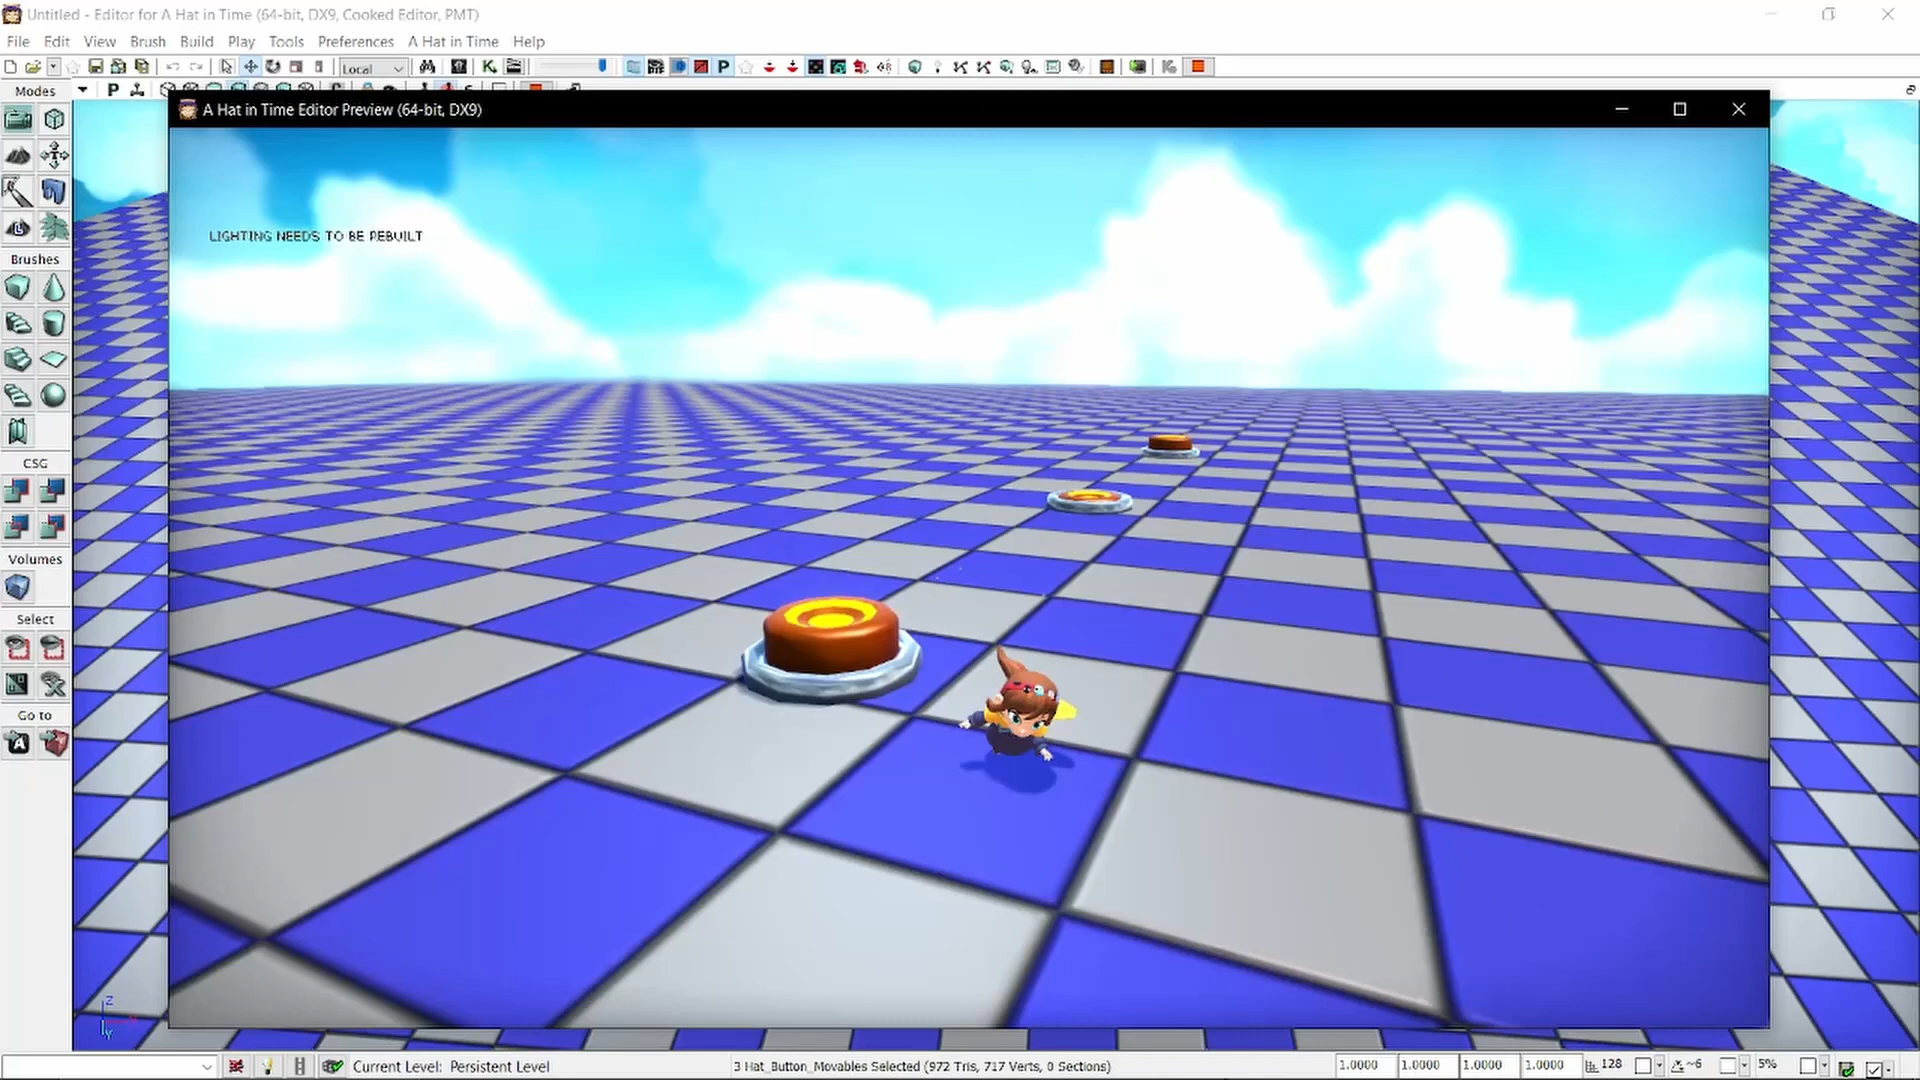 Untitled - Editor for A Hat in Time (64-bit, DX9, Cooked Editor, PMT)
File Edit View Brush Build Play Tools Preferences A Hat in Time Help
Local
Modes
P
A Hat in Time Editor Preview (64-bit, DX9)
LIGHTING NEEDS TO BE REBUILT
Brushes
CSG
Volumes
Select
Go to
Current Level: Persistent Level
3 Hat_Button_Movables Selected (972 Tris, 717 Verts, 0 Sections)
1.0000 1.0000 1.0000 1.0000 128 ~6 5%